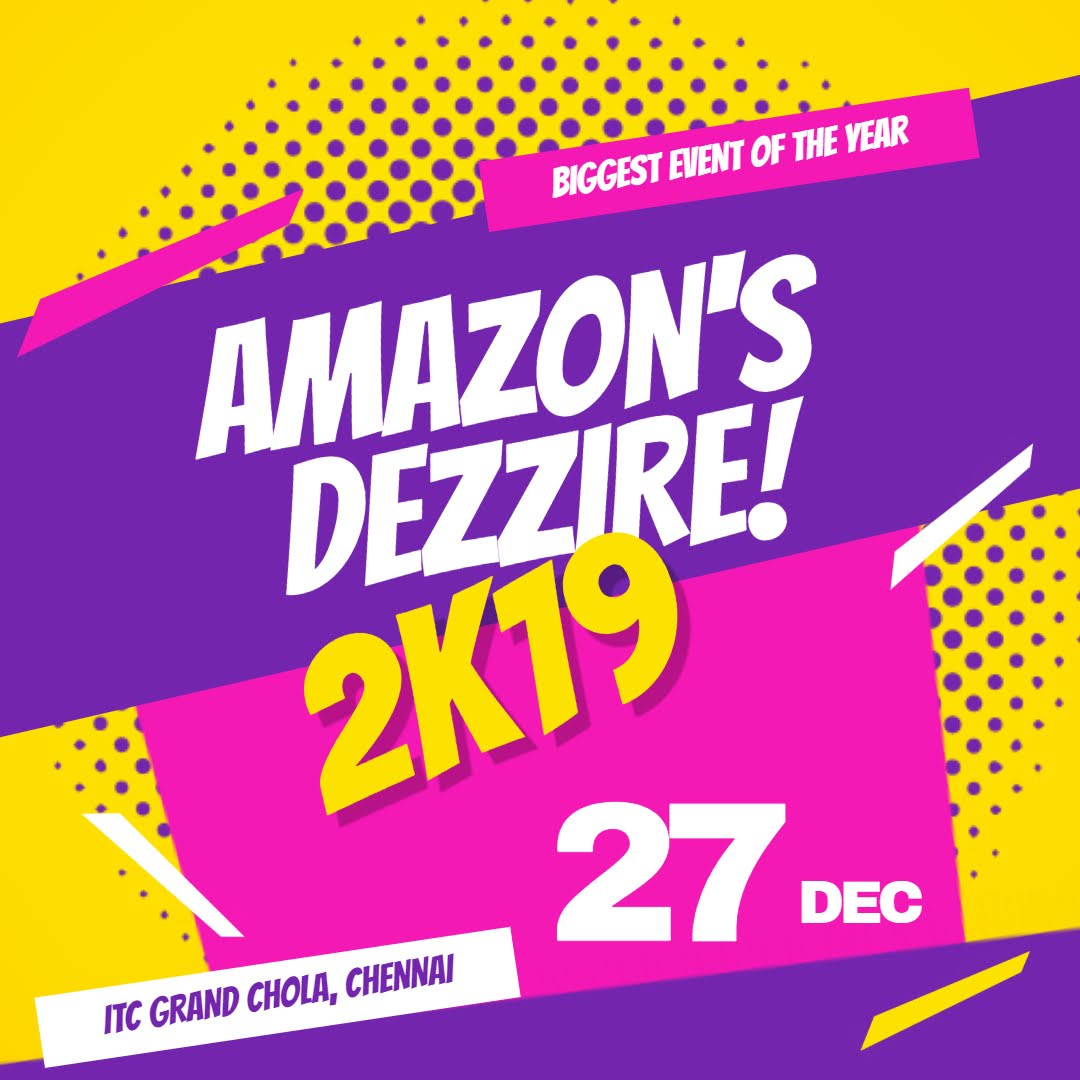 BIGGEST EVENT OF THE YEAR
AMAZON'S
DEZZIRE!
2K19
27 DEC
ITC GRAND CHOLA, CHENNAI